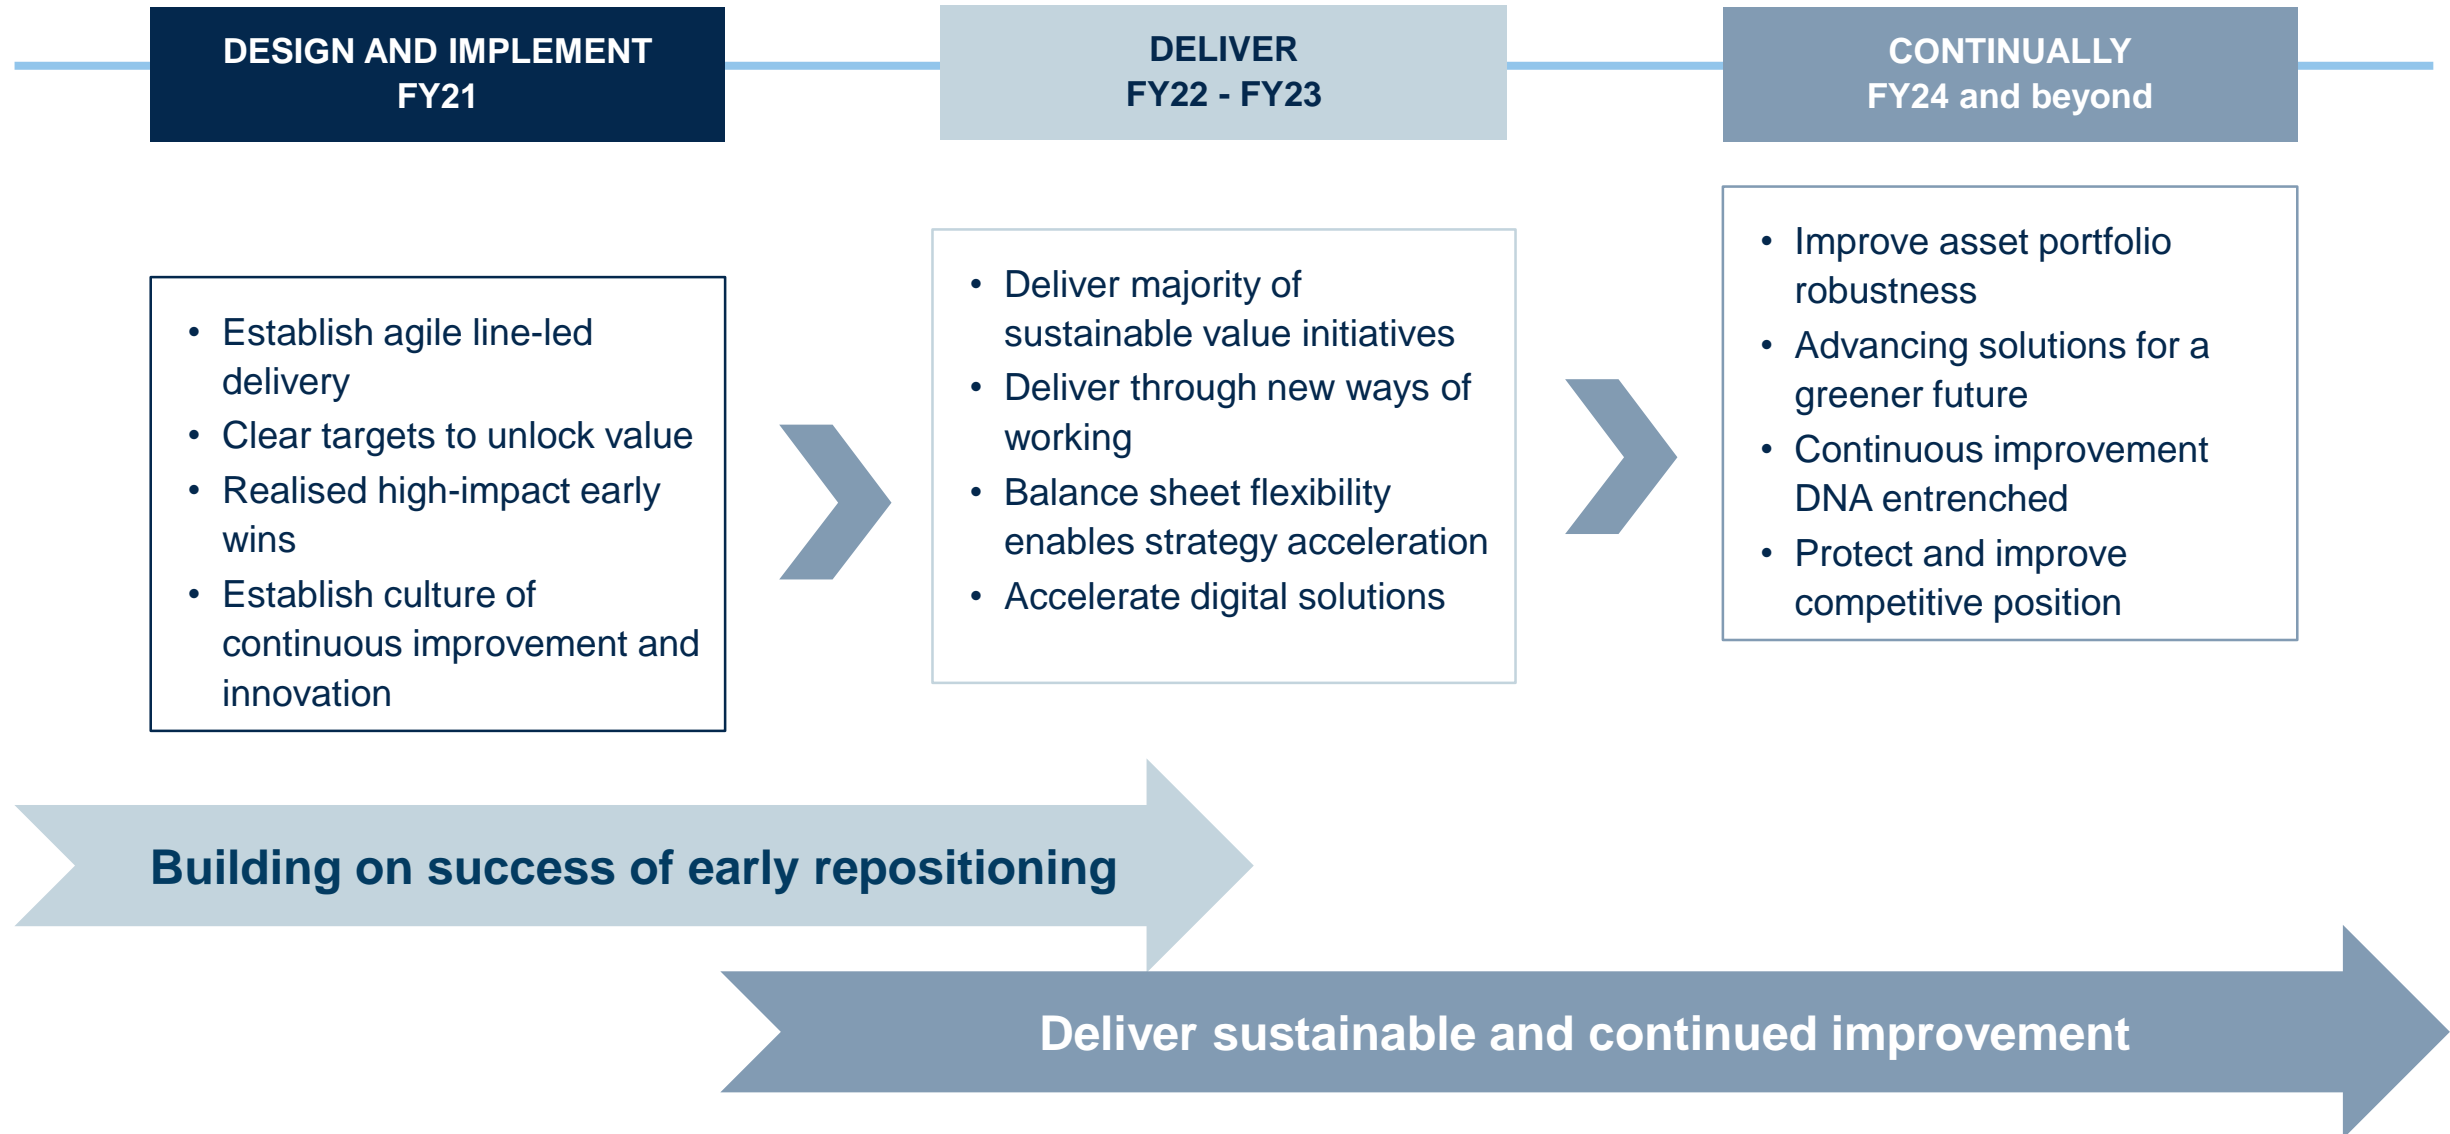 DESIGN AND IMPLEMENT
FY21
DELIVER
FY22 - FY23
CONTINUALLY
FY24 and beyond
• Establish agile line-led
delivery
• Clear targets to unlock value
• Realised high-impact early
wins
• Establish culture of
continuous improvement and
innovation
• Deliver majority of
sustainable value initiatives
• Deliver through new ways of
working
• Balance sheet flexibility
enables strategy acceleration
• Accelerate digital solutions
• Improve asset portfolio
robustness
• Advancing solutions for a
greener future
• Continuous improvement
DNA entrenched
• Protect and improve
competitive position
Building on success of early repositioning
Deliver sustainable and continued improvement